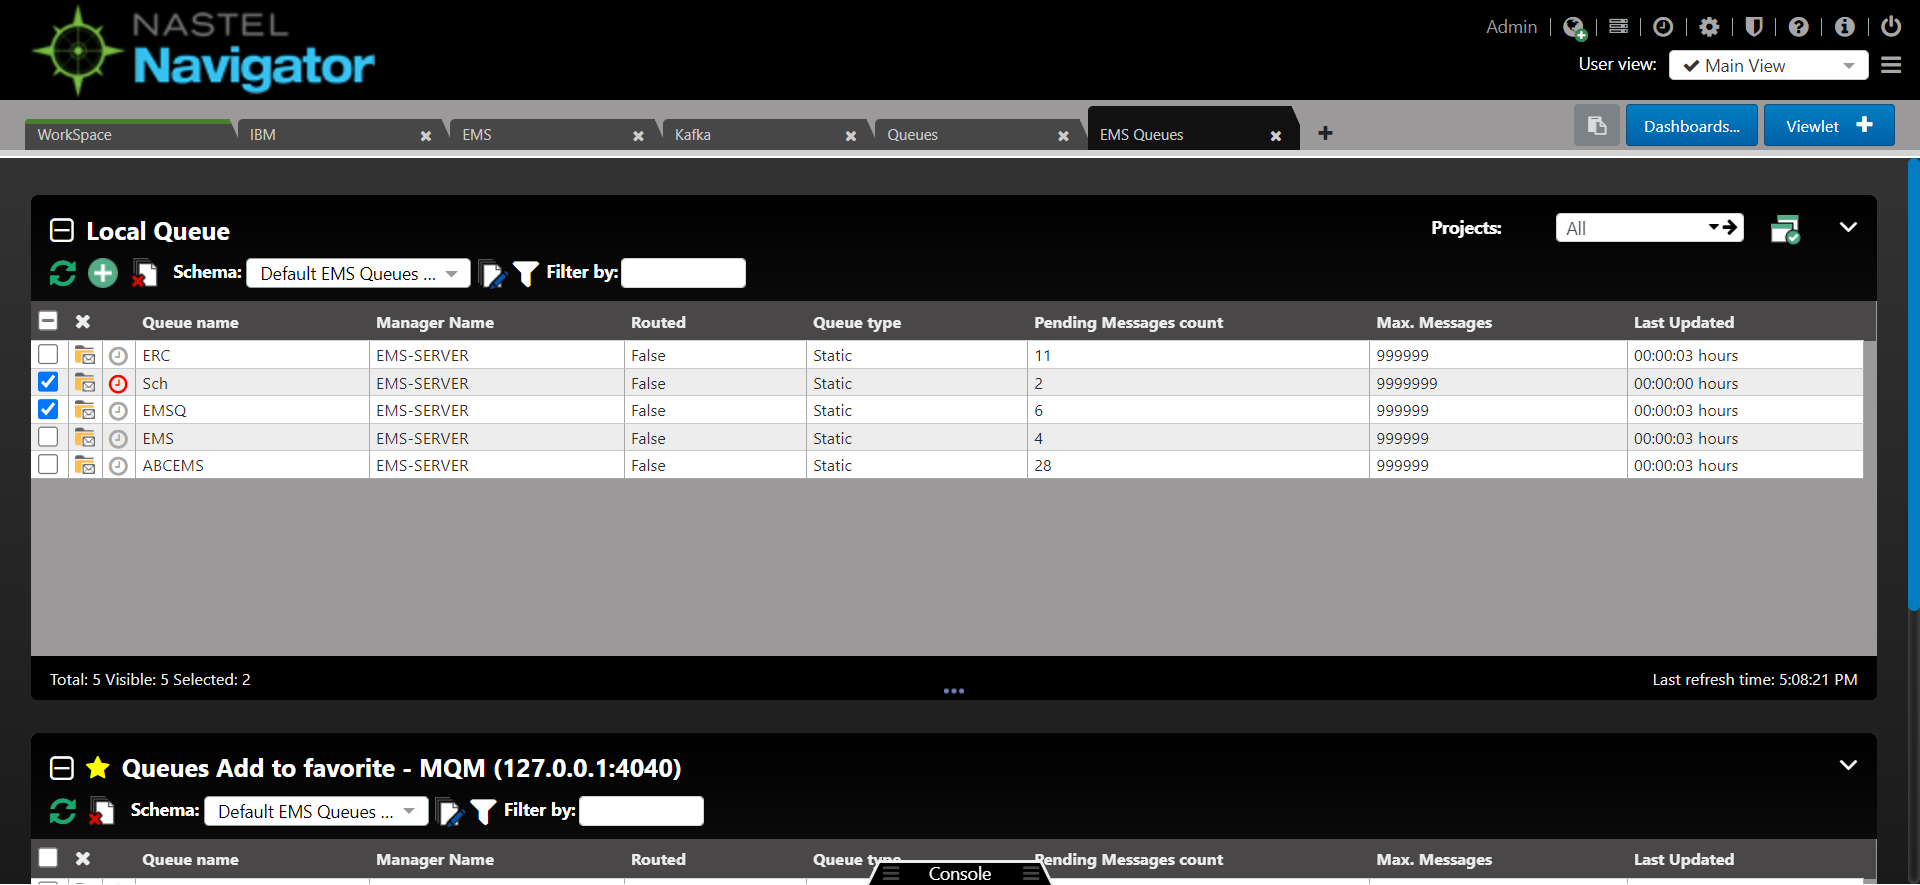 NASTEL
Navigator
Admin
User view: Main View
WorkSpace IBM EMS Kafka Queues EMS Queues Dashboards... Viewlet
Local Queue Projects: All
Schema: Default EMS Queues ... Filter by:
Queue name Manager Name Routed Queue type Pending Messages count Max. Messages Last Updated
ERC EMS-SERVER False Static 11 999999 00:00:03 hours
Sch EMS-SERVER False Static 2 9999999 00:00:00 hours
EMSQ EMS-SERVER False Static 6 999999 00:00:03 hours
EMS EMS-SERVER False Static 4 999999 00:00:03 hours
ABCEMS EMS-SERVER False Static 28 999999 00:00:03 hours
Total: 5 Visible: 5 Selected: 2 Last refresh time: 5:08:21 PM
Queues Add to favorite - MQM (127.0.0.1:4040)
Schema: Default EMS Queues ... Filter by:
Queue name Manager Name Routed Queue type Pending Messages count Max. Messages Last Updated
Console